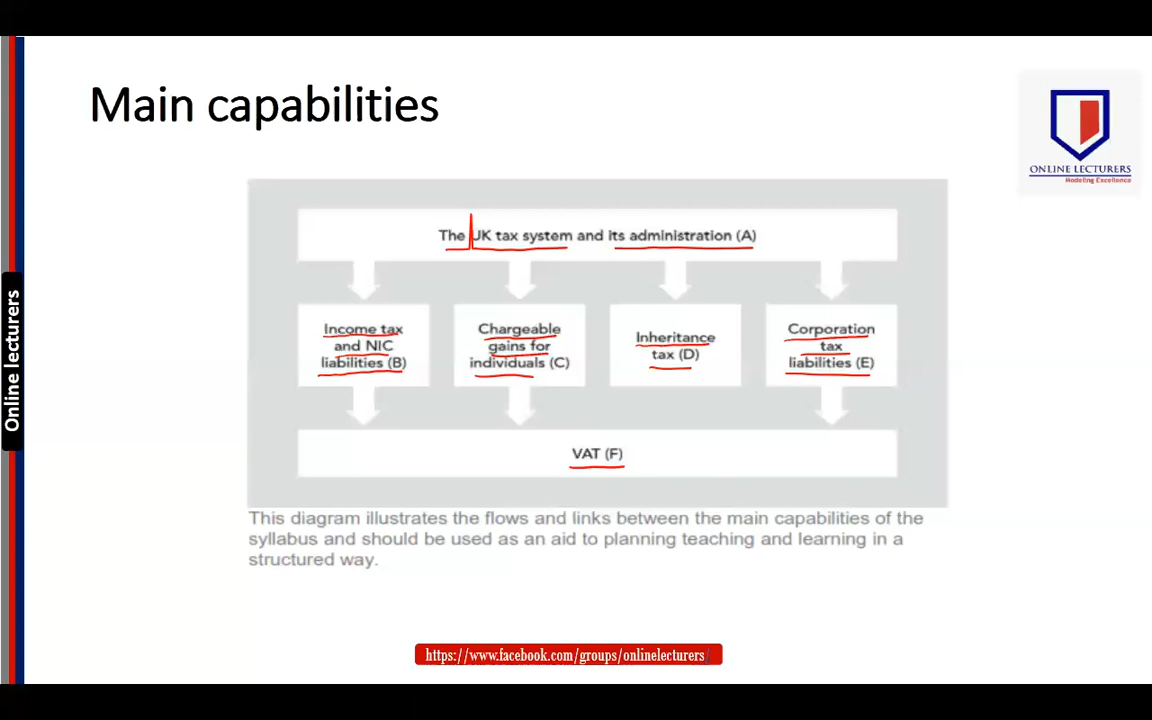 Main capabilities
ONLINE LECTURERS
Modeling Excellence
Online lecturers
The UK tax system and its administration (A)
Income tax
and NIC
liabilities (B)
Chargeable
gains for
individuals (C)
Inheritance
tax (D)
Corporation
tax
liabilities (E)
VAT (F)
This diagram illustrates the flows and links between the main capabilities of the
syllabus and should be used as an aid to planning teaching and learning in a
structured way.
https://www.facebook.com/groups/onlinelecturers/